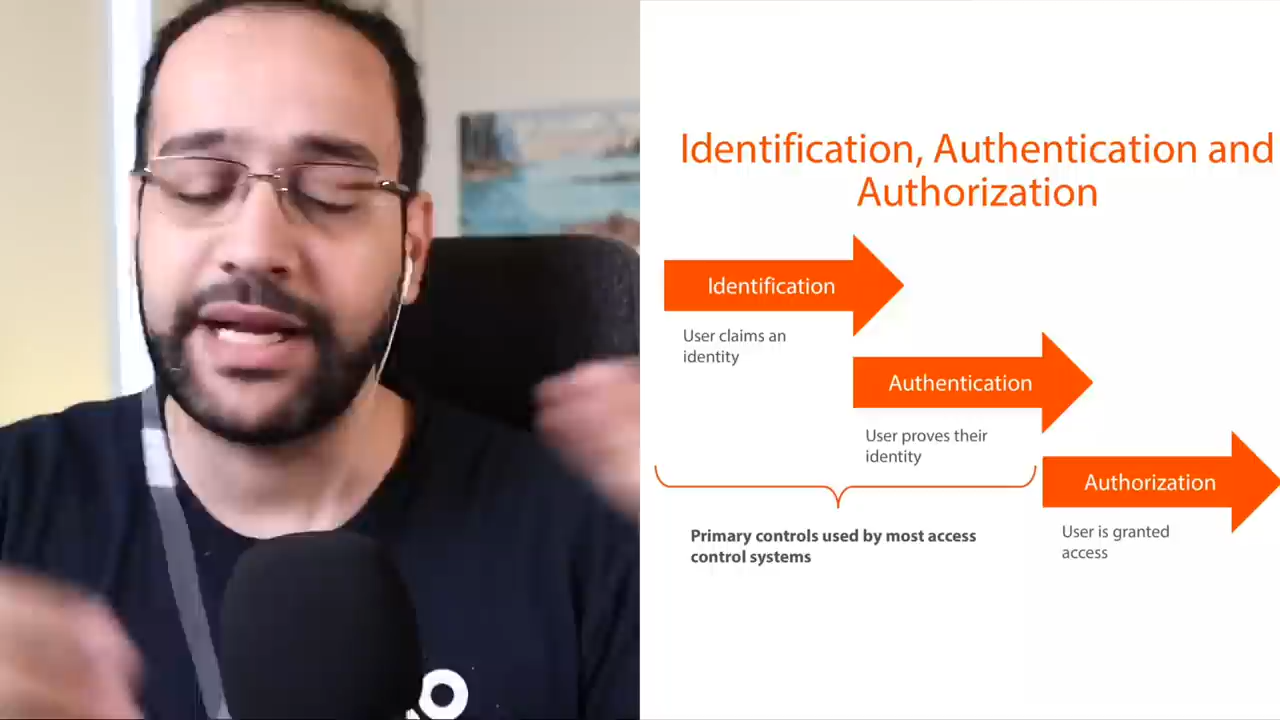 Identification, Authentication and
Authorization
Identification
User claims an
identity
Authentication
User proves their
identity
Authorization
User is granted
access
Primary controls used by most access
control systems